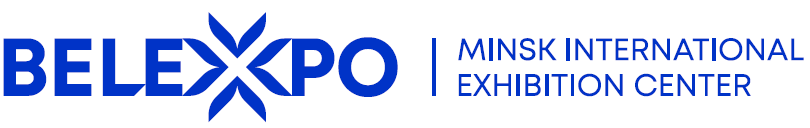 BELEXPO
MINSK INTERNATIONAL
EXHIBITION CENTER